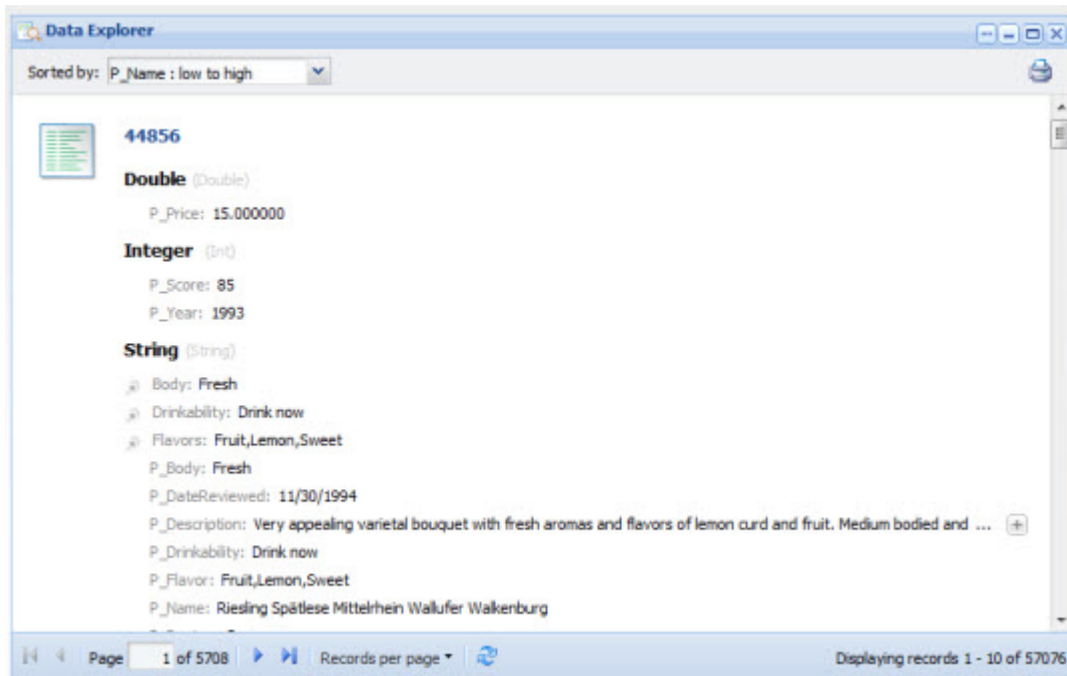 Data Explorer
Sorted by: P_Name : low to high
44856
Double (Double)
P_Price: 15.000000
Integer (Int)
P_Score: 85
P_Year: 1993
String (String)
Body: Fresh
Drinkability: Drink now
Flavors: Fruit,Lemon,Sweet
P_Body: Fresh
P_DateReviewed: 11/30/1994
P_Description: Very appealing varietal bouquet with fresh aromas and flavors of lemon curd and fruit. Medium bodied and ...
P_Drinkability: Drink now
P_Flavor: Fruit,Lemon,Sweet
P_Name: Riesling Spätlese Mittelrhein Wallufer Walkenburg
Page 1 of 5708 Records per page Displaying records 1 - 10 of 57076